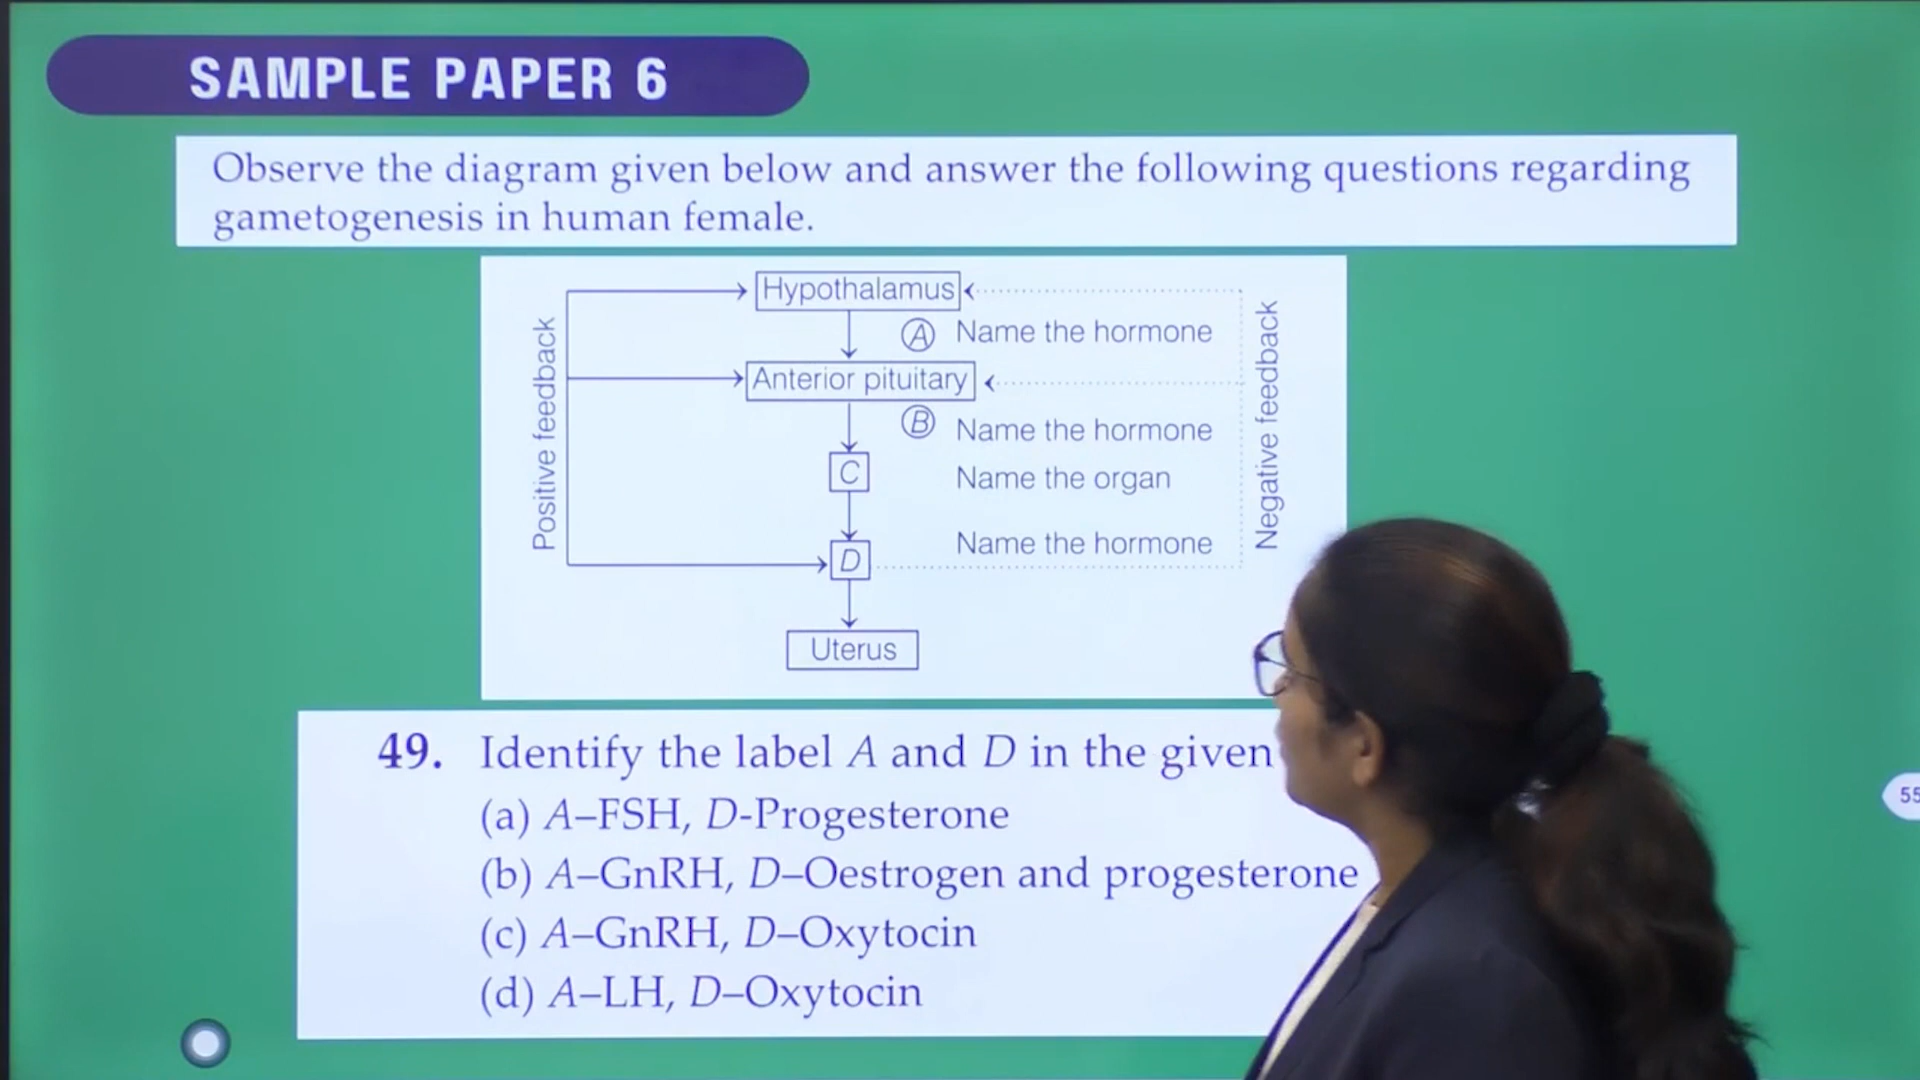 SAMPLE PAPER 6
Observe the diagram given below and answer the following questions regarding
gametogenesis in human female.
Hypothalamus
A Name the hormone
Anterior pituitary
B Name the hormone
C Name the organ
D Name the hormone
Uterus
Positive feedback
Negative feedback
49. Identify the label A and D in the given
(a) A–FSH, D-Progesterone
(b) A–GnRH, D–Oestrogen and progesterone
(c) A–GnRH, D–Oxytocin
(d) A–LH, D–Oxytocin
55